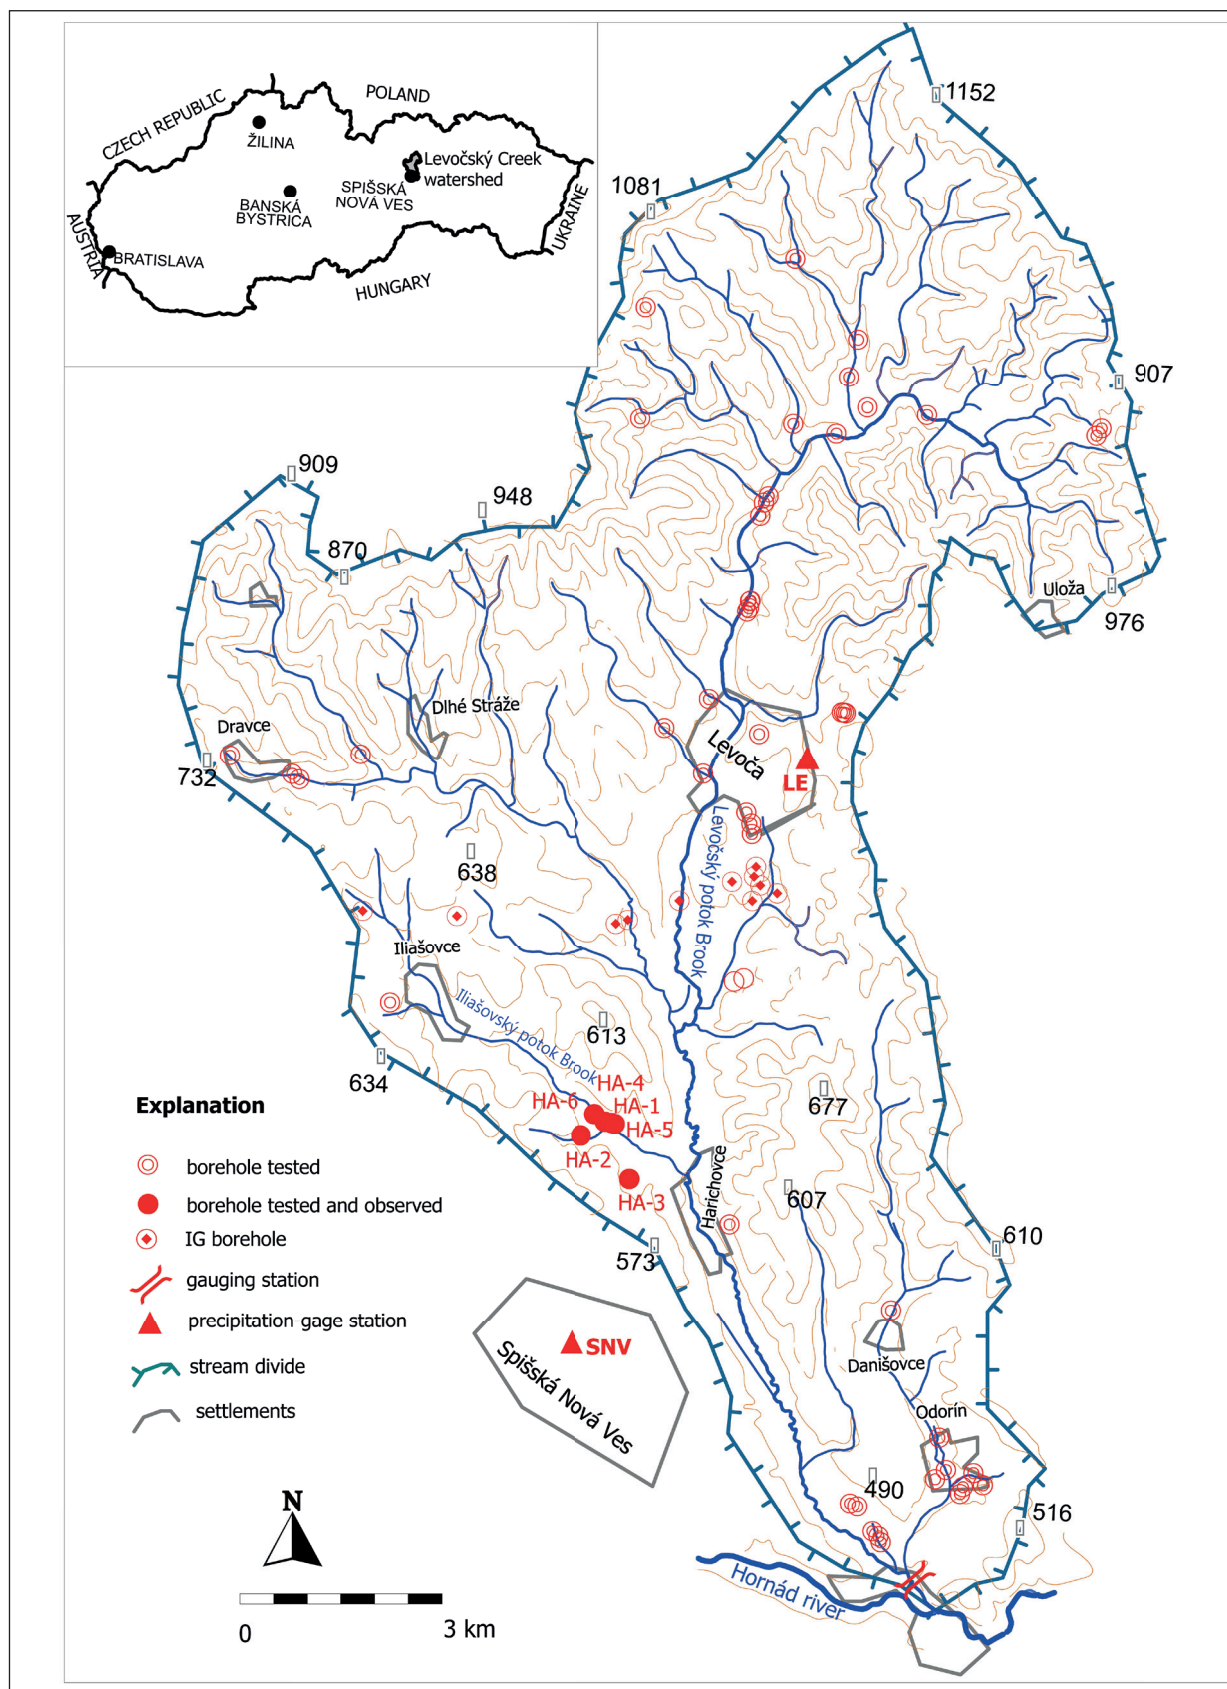 CZECH REPUBLIC
POLAND
ŽILINA
Levočský Creek
watershed
SPIŠSKÁ
NOVÁ VES
BANSKÁ
BYSTRICA
UKRAINE
AUSTRIA
BRATISLAVA
HUNGARY
1152
1081
907
909
948
870
Uloža
976
Dlhé Stráže
Dravce
Levoča
732
LE
Levočský potok Brook
638
Iliašovce
Iliašovský potok Brook
613
634
HA-4
677
HA-6
HA-1
HA-5
HA-2
HA-3
Harichovce
607
573
610
Explanation
borehole tested
borehole tested and observed
IG borehole
gauging station
precipitation gage station
stream divide
settlements
SNV
Spišská Nová Ves
Danišovce
Odorín
490
516
N
Hornád river
0
3 km